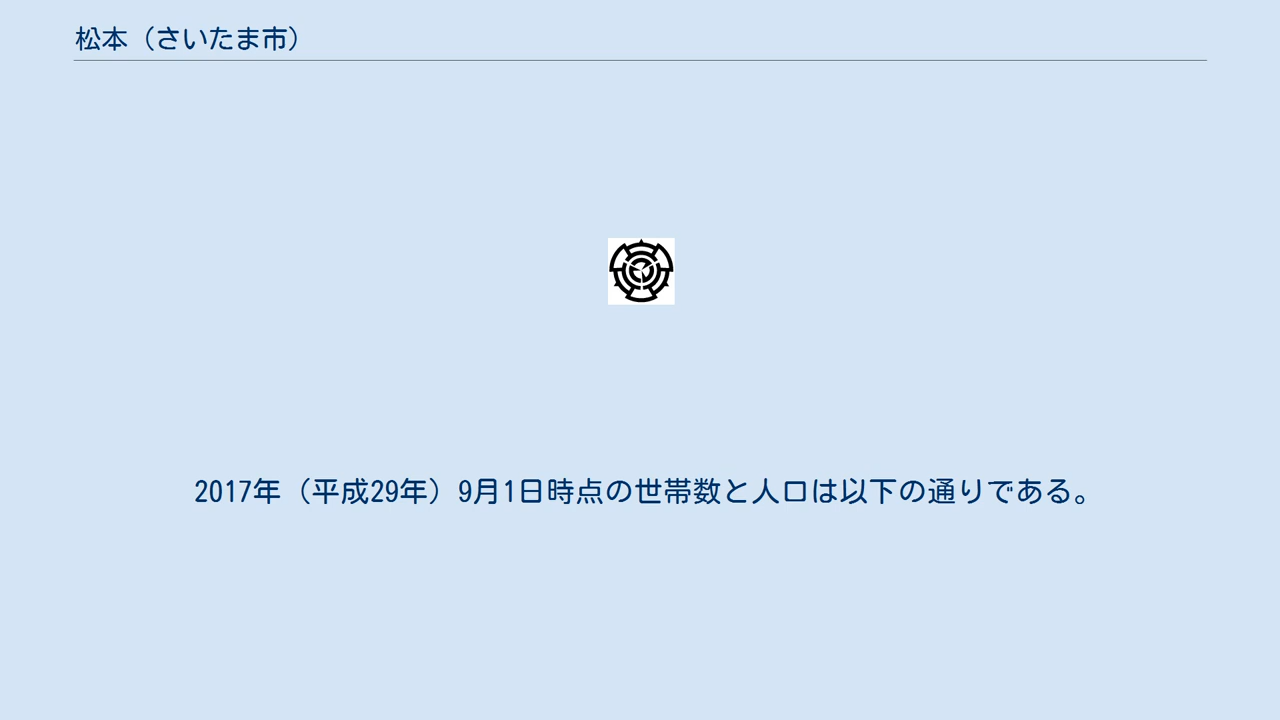 松本（さいたま市）
2017年（平成29年）9月1日時点の世帯数と人口は以下の通りである。